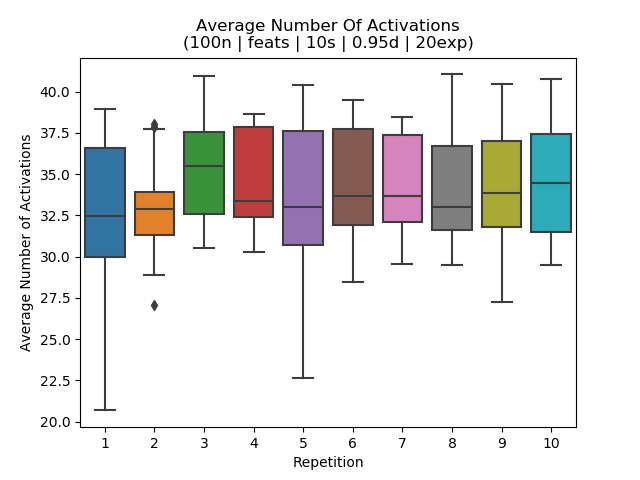 Average Number Of Activations
(100n | feats | 10s | 0.95d | 20exp)
Average Number of Activations
40.0
37.5
35.0
32.5
30.0
27.5
25.0
22.5
20.0
1 2 3 4 5 6 7 8 9 10
Repetition